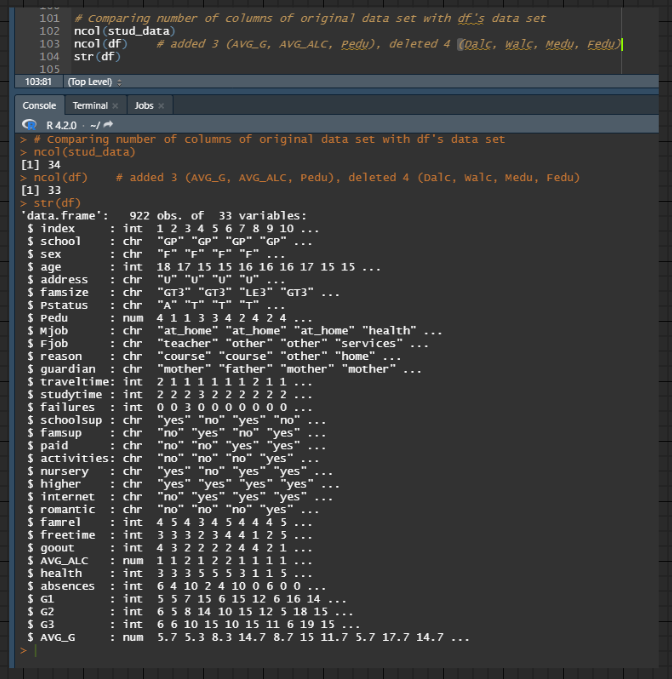 101 # Comparing number of columns of original data set with df's data set
102 ncol(stud_data)
103 ncol(df) # added 3 (AVG_G, AVG_ALC, Pedu), deleted 4 (Dalc, Walc, Medu, Fedu)
104 str(df)
105
103:81 (Top Level)
Console Terminal × Jobs ×
R 4.2.0 · ~/
> # Comparing number of columns of original data set with df's data set
> ncol(stud_data)
[1] 34
> ncol(df) # added 3 (AVG_G, AVG_ALC, Pedu), deleted 4 (Dalc, Walc, Medu, Fedu)
[1] 33
> str(df)
'data.frame': 922 obs. of 33 variables:
$ index : int 1 2 3 4 5 6 7 8 9 10 ...
$ school : chr "GP" "GP" "GP" "GP" ...
$ sex : chr "F" "F" "F" "F" ...
$ age : int 18 17 15 15 16 16 16 17 15 15 ...
$ address : chr "U" "U" "U" "U" ...
$ famsize : chr "GT3" "GT3" "LE3" "GT3" ...
$ Pstatus : chr "A" "T" "T" "T" ...
$ Pedu : num 4 1 1 3 3 4 2 4 2 4 ...
$ Mjob : chr "at_home" "at_home" "at_home" "health" ...
$ Fjob : chr "teacher" "other" "other" "services" ...
$ reason : chr "course" "course" "other" "home" ...
$ guardian : chr "mother" "father" "mother" "mother" ...
$ traveltime: int 2 1 1 1 1 1 1 2 1 1 ...
$ studytime : int 2 2 2 3 2 2 2 2 2 2 ...
$ failures : int 0 0 3 0 0 0 0 0 0 0 ...
$ schoolsup : chr "yes" "no" "yes" "no" ...
$ famsup : chr "no" "yes" "no" "yes" ...
$ paid : chr "no" "no" "yes" "yes" ...
$ activities: chr "no" "no" "no" "yes" ...
$ nursery : chr "yes" "no" "yes" "yes" ...
$ higher : chr "yes" "yes" "yes" "yes" ...
$ internet : chr "no" "yes" "yes" "yes" ...
$ romantic : chr "no" "no" "no" "yes" ...
$ famrel : int 4 5 4 3 4 5 4 4 4 5 ...
$ freetime : int 3 3 3 2 3 4 4 1 2 5 ...
$ goout : int 4 3 2 2 2 2 4 4 2 1 ...
$ AVG_ALC : num 1 1 2 1 2 2 1 1 1 1 ...
$ health : int 3 3 3 5 5 5 3 1 1 5 ...
$ absences : int 6 4 10 2 4 10 0 6 0 0 ...
$ G1 : int 5 5 7 15 6 15 12 6 16 14 ...
$ G2 : int 6 5 8 14 10 15 12 5 18 15 ...
$ G3 : int 6 6 10 15 10 15 11 6 19 15 ...
$ AVG_G : num 5.7 5.3 8.3 14.7 8.7 15 11.7 5.7 17.7 14.7 ...
>